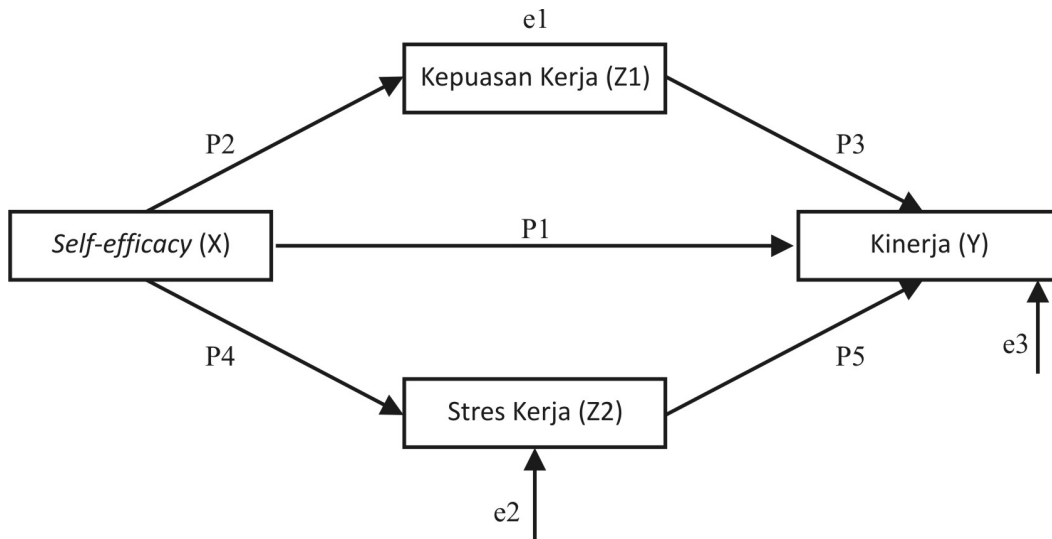 e1
Kepuasan Kerja (Z1)
P2
P3
Self-efficacy (X)
P1
Kinerja (Y)
P4
P5
e3
Stres Kerja (Z2)
e2